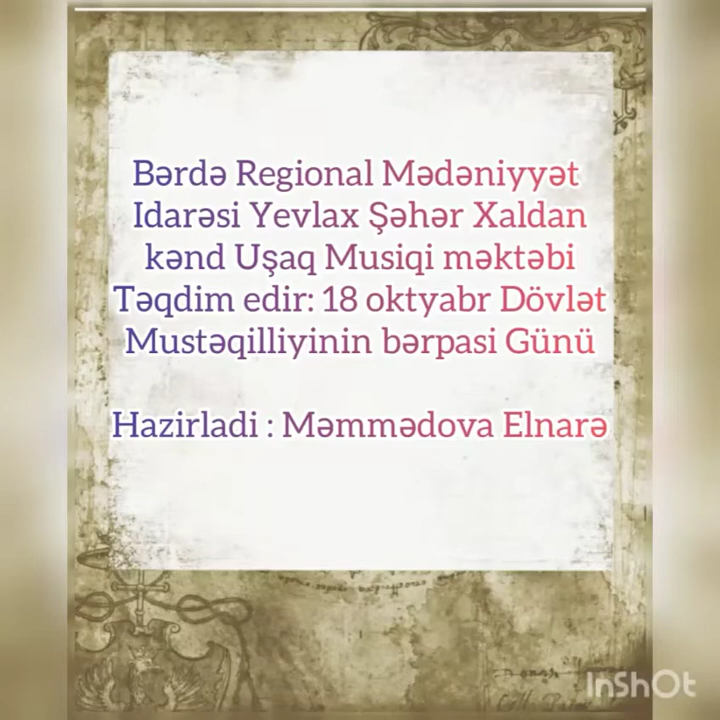 Bərdə Regional Mədəniyyət
Idarəsi Yevlax Şəhər Xaldan
kənd Uşaq Musiqi məktəbi
Təqdim edir: 18 oktyabr Dövlət
Mustəqilliyinin bərpasi Günü
Hazirladi : Məmmədova Elnarə
InShOt